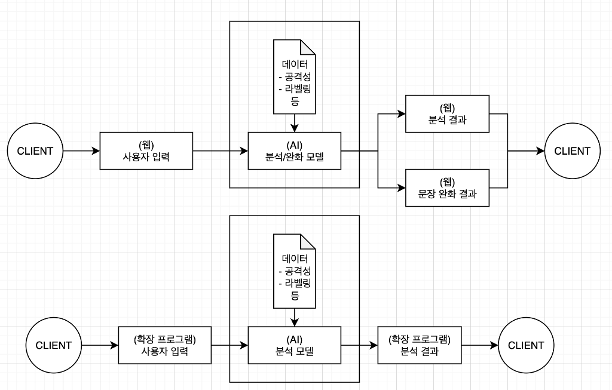 데이터
- 공격성
- 라벨링
등
(웹)
분석 결과
CLIENT
(웹)
사용자 입력
(AI)
분석/완화 모델
CLIENT
(웹)
문장 완화 결과
데이터
- 공격성
- 라벨링
등
CLIENT
(확장 프로그램)
사용자 입력
(AI)
분석 모델
(확장 프로그램)
분석 결과
CLIENT